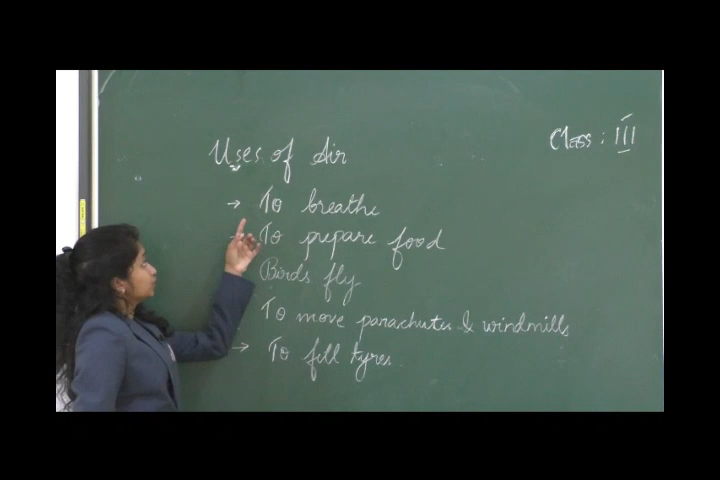 Class : III
Uses of Air
→ To breathe
→ To prepare food
Birds fly
To move parachutes & windmills
→ To fill tyres.